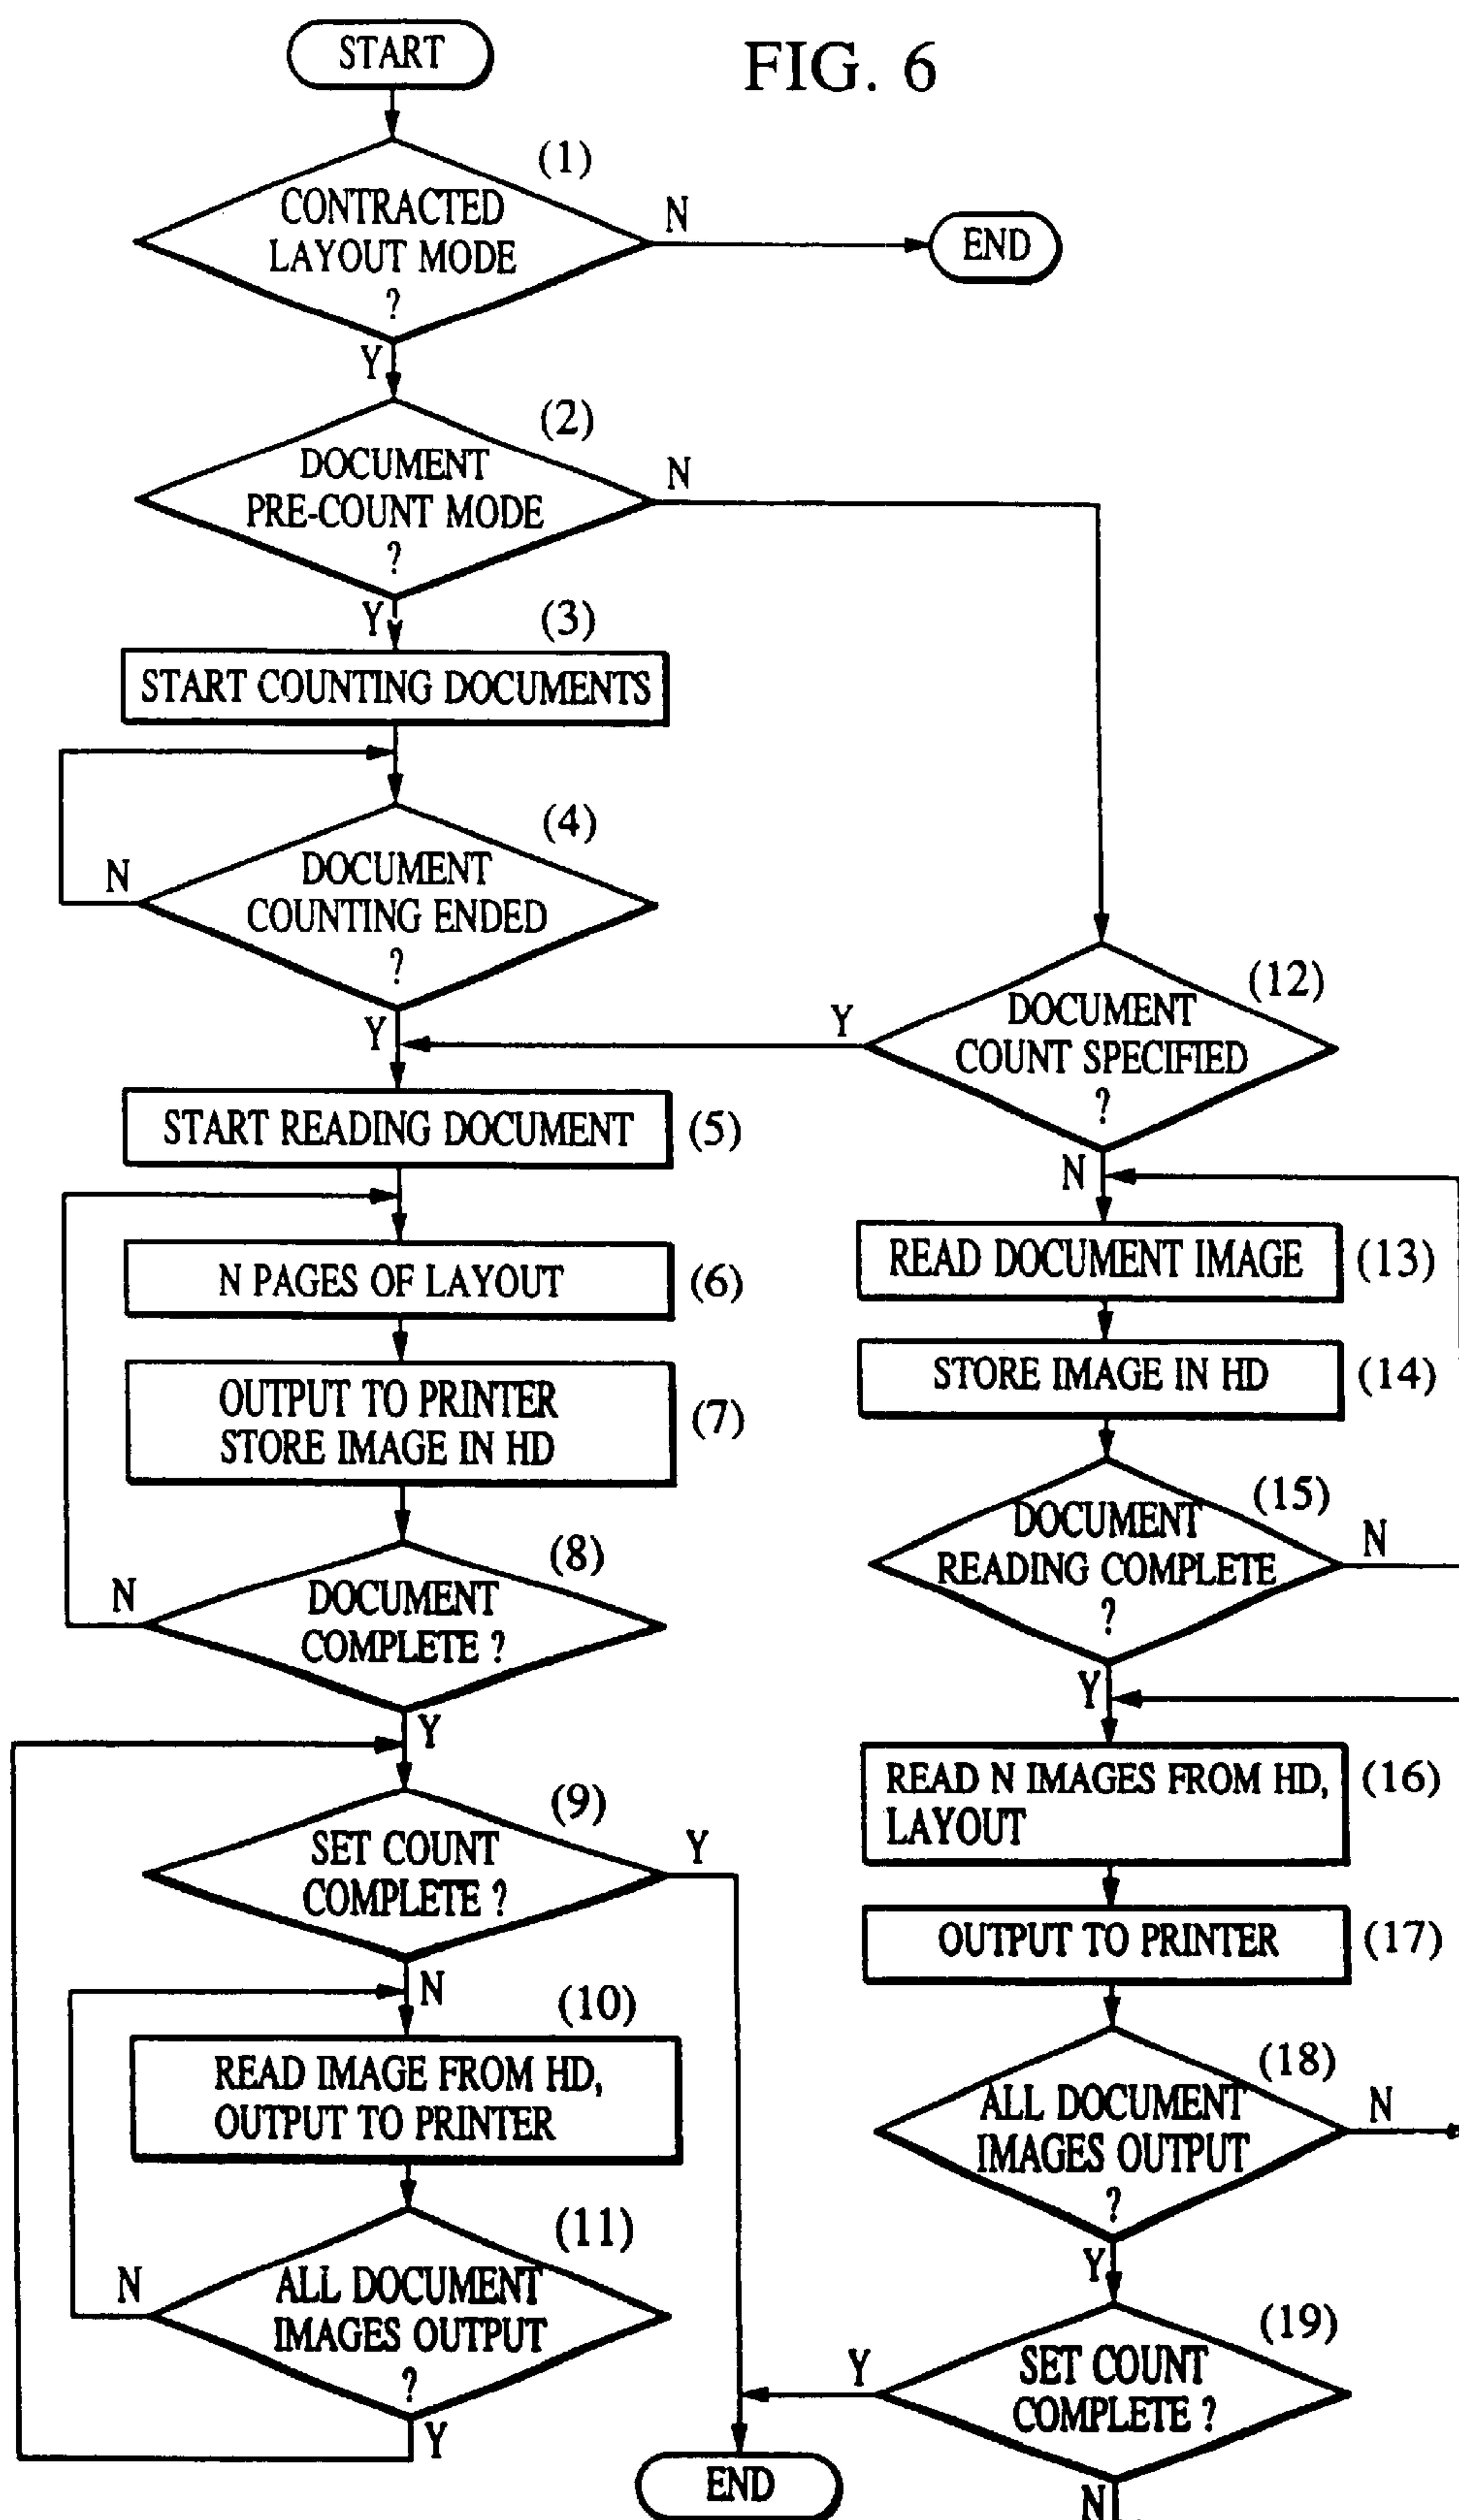 FIG. 6
START
(1)
CONTRACTED
LAYOUT MODE
?
N
END
Y
(2)
DOCUMENT
PRE-COUNT MODE
?
N
Y
(3)
START COUNTING DOCUMENTS
(4)
DOCUMENT
COUNTING ENDED
?
N
Y
START READING DOCUMENT
(5)
N PAGES OF LAYOUT
(6)
OUTPUT TO PRINTER
STORE IMAGE IN HD
(7)
(8)
DOCUMENT
COMPLETE ?
N
Y
(9)
SET COUNT
COMPLETE ?
Y
N
(10)
READ IMAGE FROM HD,
OUTPUT TO PRINTER
(11)
ALL DOCUMENT
IMAGES OUTPUT
?
N
Y
(12)
DOCUMENT
COUNT SPECIFIED
?
Y
N
READ DOCUMENT IMAGE
(13)
STORE IMAGE IN HD
(14)
(15)
DOCUMENT
READING COMPLETE
?
N
Y
READ N IMAGES FROM HD,
LAYOUT
(16)
OUTPUT TO PRINTER
(17)
(18)
ALL DOCUMENT
IMAGES OUTPUT
?
N
Y
(19)
SET COUNT
COMPLETE ?
Y
N
END